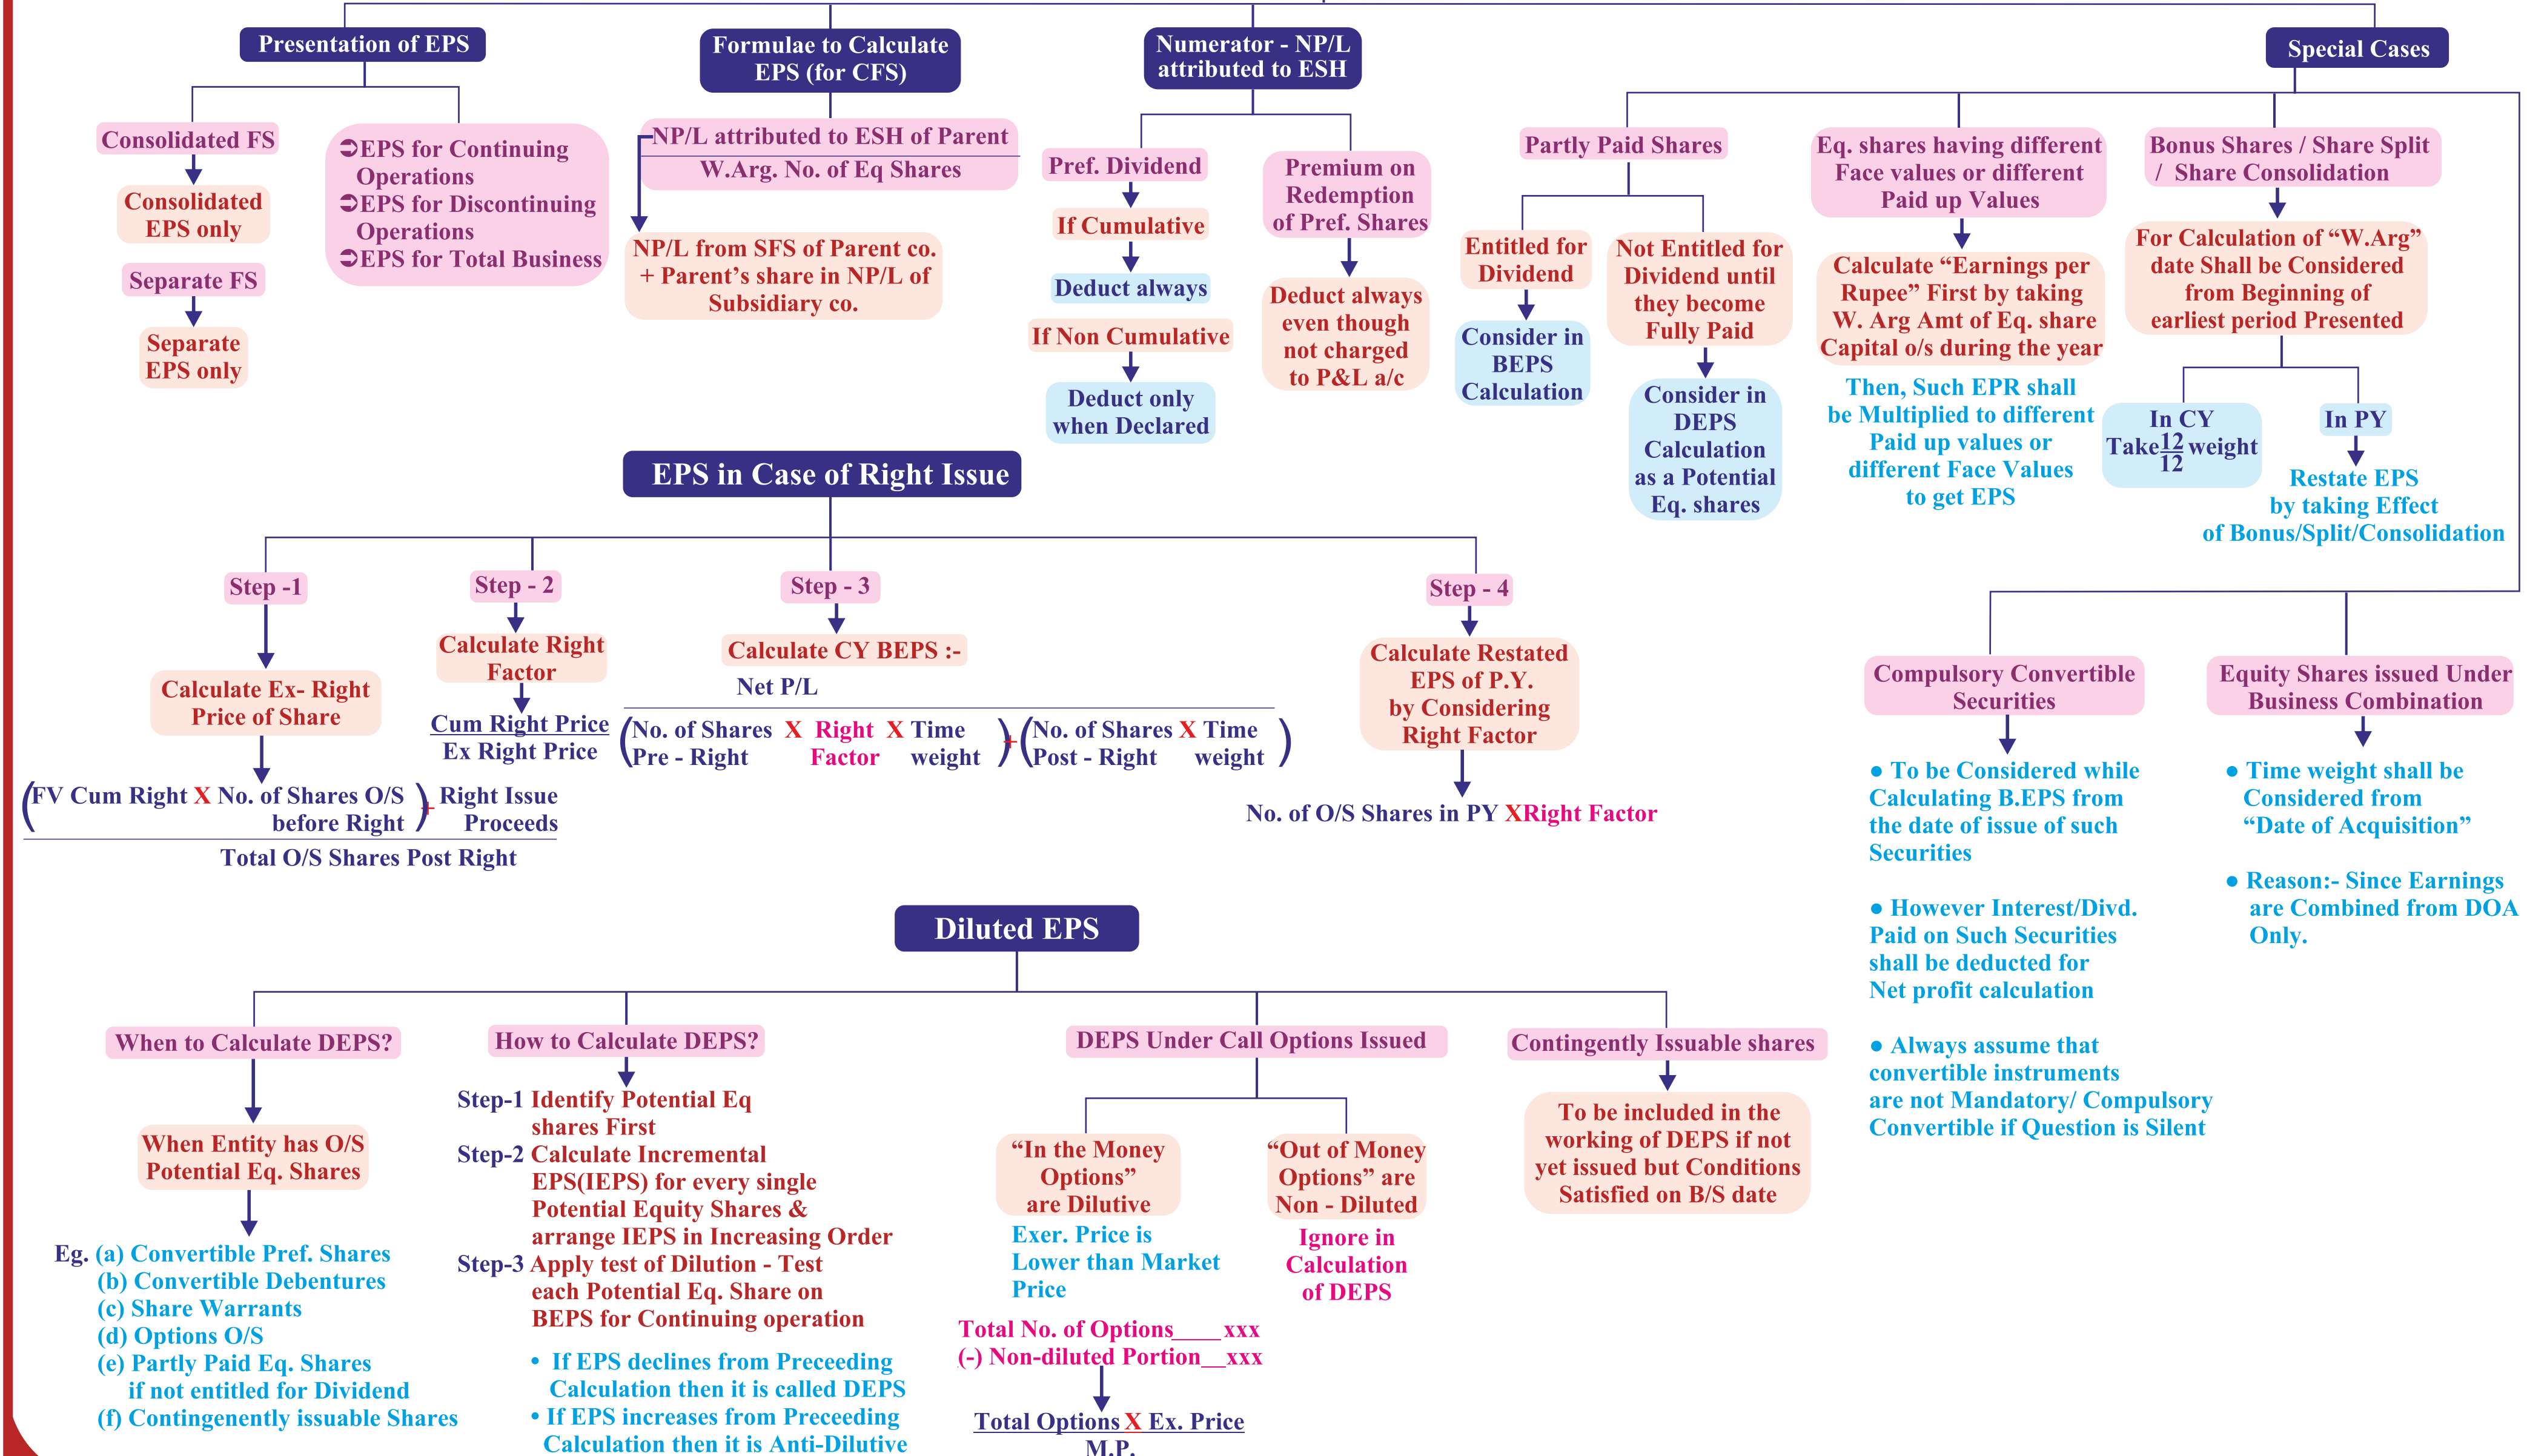 Presentation of EPS
Consolidated FS
Consolidated
EPS only
Separate FS
Separate
EPS only
➲EPS for Continuing
Operations
➲EPS for Discontinuing
Operations
➲EPS for Total Business
Formulae to Calculate
EPS (for CFS)
NP/L attributed to ESH of Parent
W.Arg. No. of Eq Shares
NP/L from SFS of Parent co.
+ Parent’s share in NP/L of
Subsidiary co.
Numerator - NP/L
attributed to ESH
Pref. Dividend
If Cumulative
Deduct always
If Non Cumulative
Deduct only
when Declared
Premium on
Redemption
of Pref. Shares
Deduct always
even though
not charged
to P&L a/c
Special Cases
Partly Paid Shares
Entitled for
Dividend
Consider in
BEPS
Calculation
Not Entitled for
Dividend until
they become
Fully Paid
Consider in
DEPS
Calculation
as a Potential
Eq. shares
Eq. shares having different
Face values or different
Paid up Values
Calculate “Earnings per
Rupee” First by taking
W. Arg Amt of Eq. share
Capital o/s during the year
Then, Such EPR shall
be Multiplied to different
Paid up values or
different Face Values
to get EPS
Bonus Shares / Share Split
/ Share Consolidation
For Calculation of “W.Arg”
date Shall be Considered
from Beginning of
earliest period Presented
In CY
Take 12/12 weight
In PY
Restate EPS
by taking Effect
of Bonus/Split/Consolidation
Compulsory Convertible
Securities
● To be Considered while
Calculating B.EPS from
the date of issue of such
Securities
● However Interest/Divd.
Paid on Such Securities
shall be deducted for
Net profit calculation
● Always assume that
convertible instruments
are not Mandatory/ Compulsory
Convertible if Question is Silent
Equity Shares issued Under
Business Combination
● Time weight shall be
Considered from
“Date of Acquisition”
● Reason:- Since Earnings
are Combined from DOA
Only.
EPS in Case of Right Issue
Step -1
Calculate Ex- Right
Price of Share
(FV Cum Right X No. of Shares O/S before Right) + Right Issue Proceeds
Total O/S Shares Post Right
Step - 2
Calculate Right
Factor
Cum Right Price
Ex Right Price
Step - 3
Calculate CY BEPS :-
Net P/L
(No. of Shares Pre - Right X Right Factor X Time weight) + (No. of Shares Post - Right X Time weight)
Step - 4
Calculate Restated
EPS of P.Y.
by Considering
Right Factor
No. of O/S Shares in PY XRight Factor
Diluted EPS
When to Calculate DEPS?
When Entity has O/S
Potential Eq. Shares
Eg. (a) Convertible Pref. Shares
(b) Convertible Debentures
(c) Share Warrants
(d) Options O/S
(e) Partly Paid Eq. Shares
if not entitled for Dividend
(f) Contingenently issuable Shares
How to Calculate DEPS?
Step-1 Identify Potential Eq
shares First
Step-2 Calculate Incremental
EPS(IEPS) for every single
Potential Equity Shares &
arrange IEPS in Increasing Order
Step-3 Apply test of Dilution - Test
each Potential Eq. Share on
BEPS for Continuing operation
• If EPS declines from Preceeding
Calculation then it is called DEPS
• If EPS increases from Preceeding
Calculation then it is Anti-Dilutive
DEPS Under Call Options Issued
“In the Money
Options”
are Dilutive
Exer. Price is
Lower than Market
Price
Total No. of Options____xxx
(-) Non-diluted Portion__xxx
Total Options X Ex. Price
M.P.
“Out of Money
Options” are
Non - Diluted
Ignore in
Calculation
of DEPS
Contingently Issuable shares
To be included in the
working of DEPS if not
yet issued but Conditions
Satisfied on B/S date